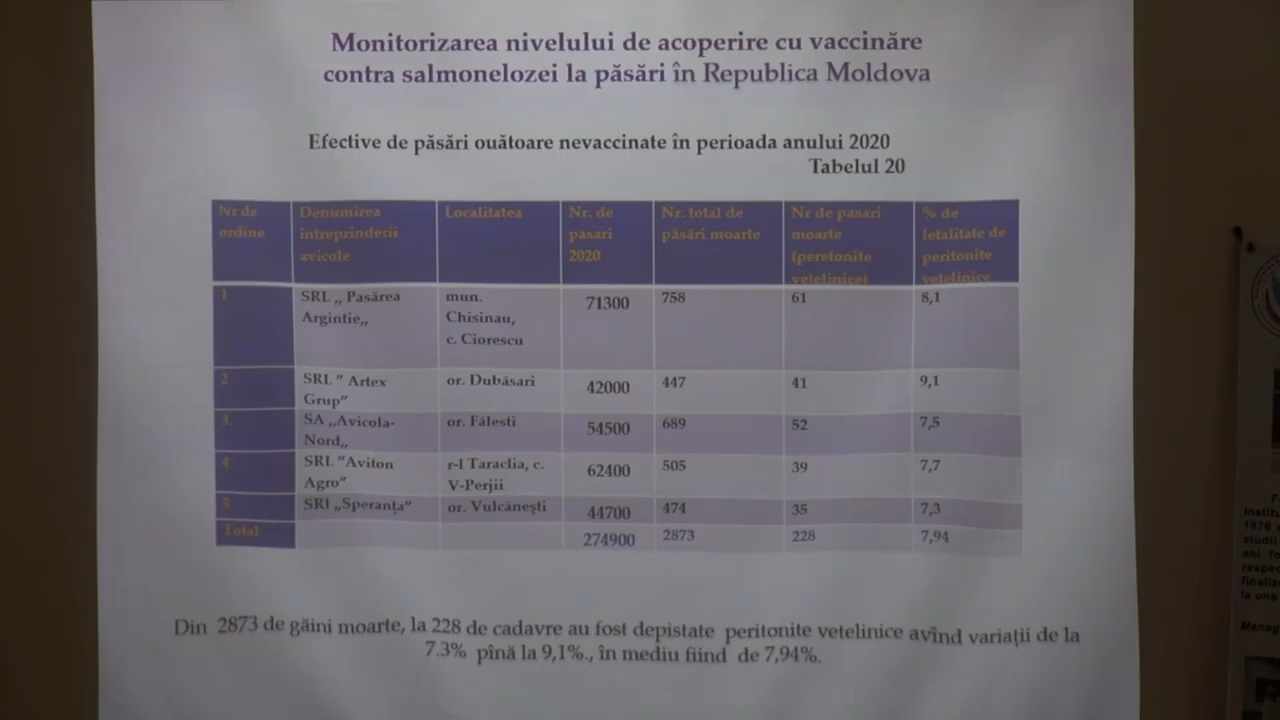 Monitorizarea nivelului de acoperire cu vaccinăre
contra salmonelozei la păsări în Republica Moldova
Efective de păsări ouătoare nevaccinate în perioada anului 2020
Tabelul 20
Nr de ordine
Denumirea intreprinderii avicole
Localitatea
Nr. de pasari 2020
Nr. total de păsări moarte
Nr de pasari moarte (peretonite vetelinice)
% de letalitate de peritonite vetelinice
1
SRL „ Pasărea Argintie„
mun. Chisinau, c. Ciorescu
71300
758
61
8,1
2
SRL " Artex Grup"
or. Dubăsari
42000
447
41
9,1
3.
SA „Avicola-Nord„
or. Fălesti
54500
689
52
7,5
4
SRL "Aviton Agro"
r-l Taraclia, c. V-Perjii
62400
505
39
7,7
5
SRl „Speranța"
or. Vulcănești
44700
474
35
7,3
Total
274900
2873
228
7,94
Din 2873 de găini moarte, la 228 de cadavre au fost depistate peritonite vetelinice avînd variații de la
7.3% pînă la 9,1%., în mediu fiind de 7,94%.
1976
studii
ani
una
Manag